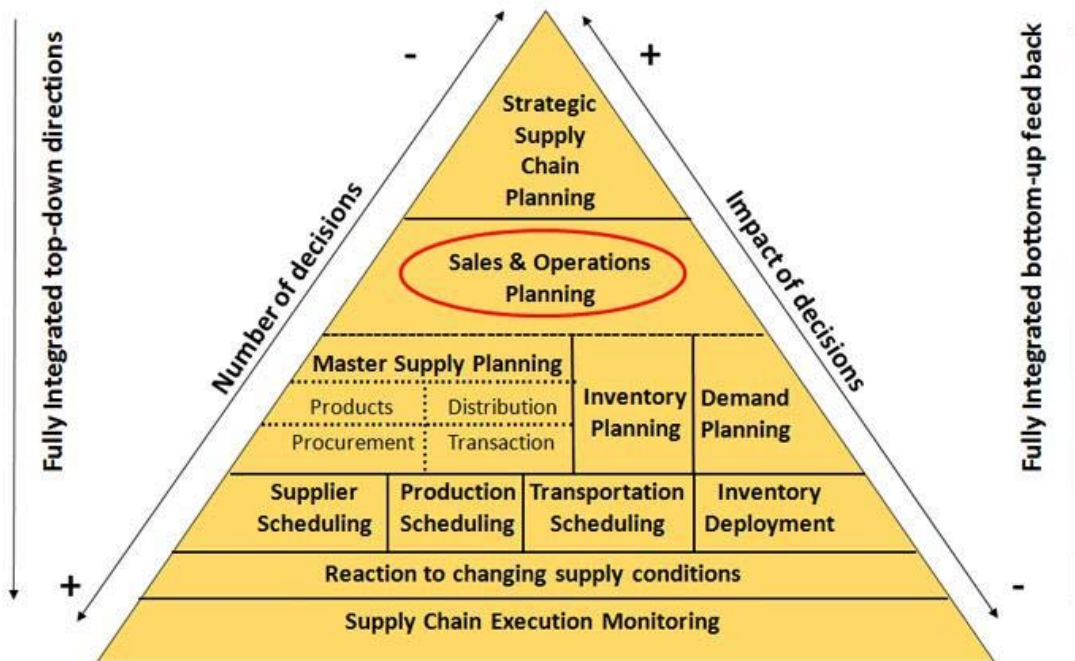 Fully Integrated top-down directions
-
Number of decisions
+
+
Impact of decisions
-
Fully Integrated bottom-up feed back
Strategic
Supply
Chain
Planning
Sales & Operations
Planning
Master Supply Planning
Products
Distribution
Procurement
Transaction
Inventory
Planning
Demand
Planning
Supplier
Scheduling
Production
Scheduling
Transportation
Scheduling
Inventory
Deployment
Reaction to changing supply conditions
Supply Chain Execution Monitoring